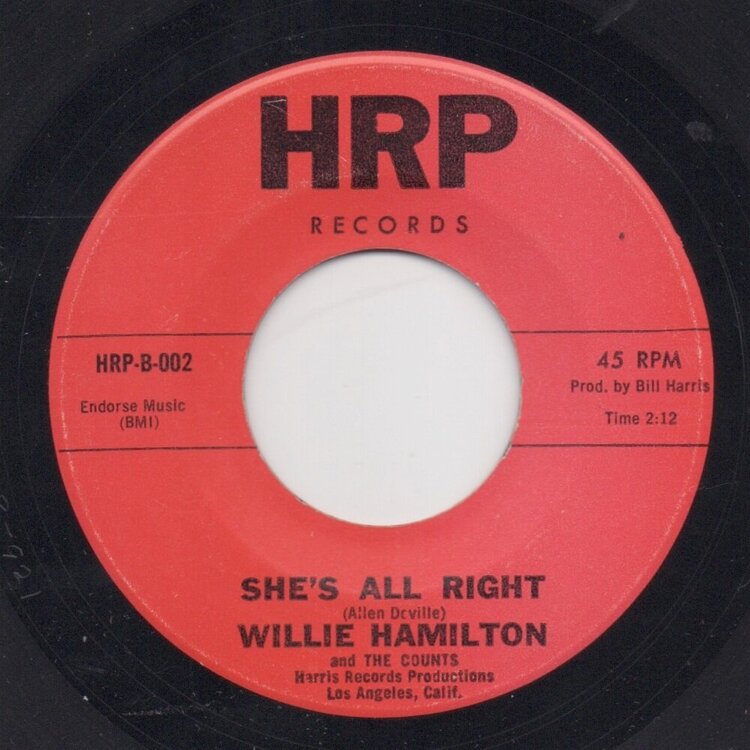 HRP
RECORDS
HRP-B-002
Endorse Music
(BMI)
45 RPM
Prod. by Bill Harris
Time 2:12
SHE'S ALL RIGHT
(Allen Deville)
WILLIE HAMILTON
and THE COUNTS
Harris Records Productions
Los Angeles, Calif.